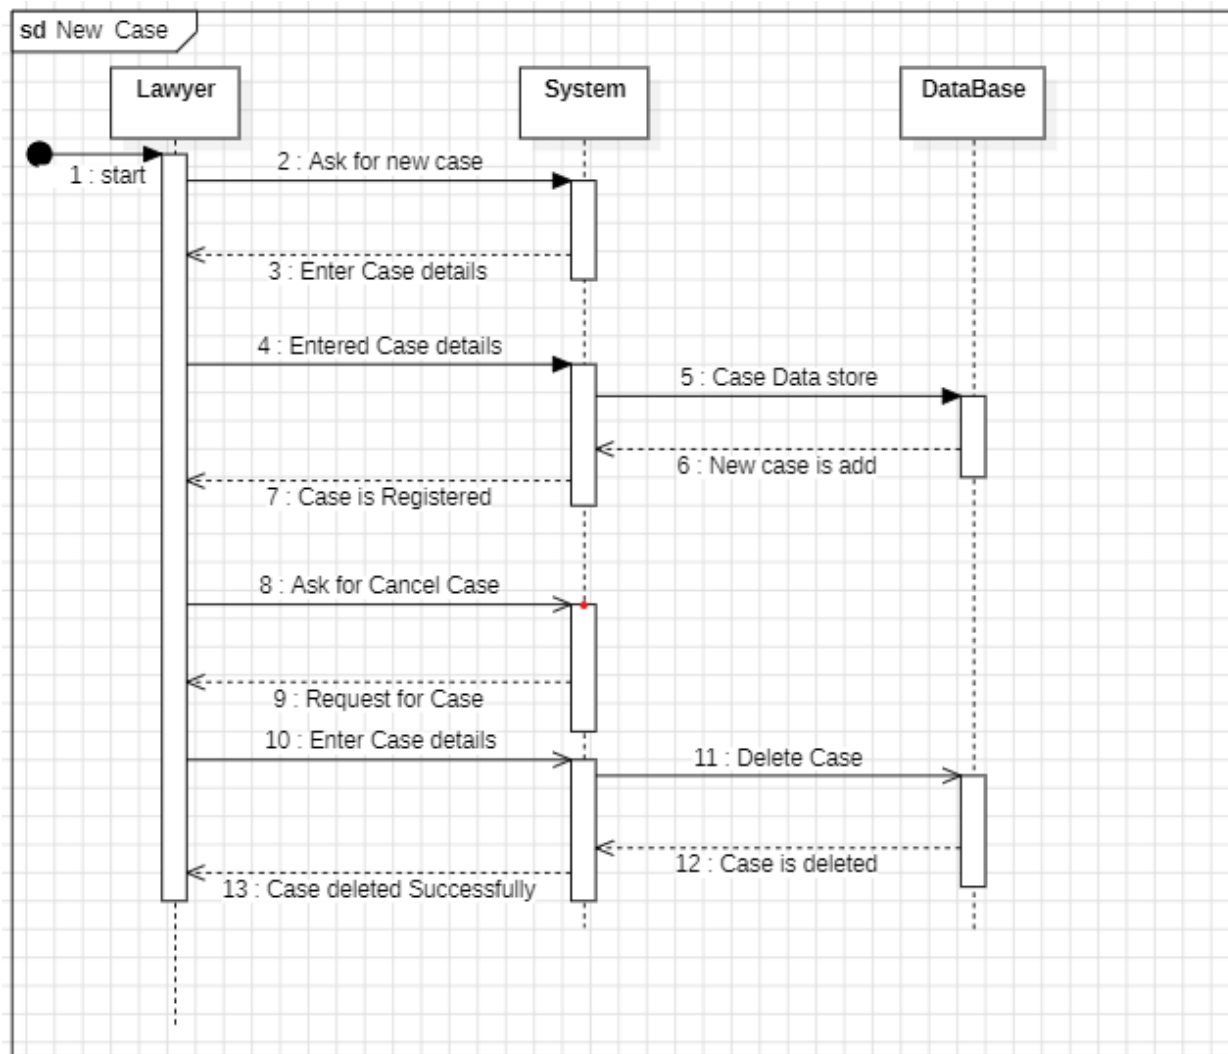 sd New Case
Lawyer
System
DataBase
1 : start
2 : Ask for new case
3 : Enter Case details
4 : Entered Case details
5 : Case Data store
6 : New case is add
7 : Case is Registered
8 : Ask for Cancel Case
9 : Request for Case
10 : Enter Case details
11 : Delete Case
12 : Case is deleted
13 : Case deleted Successfully